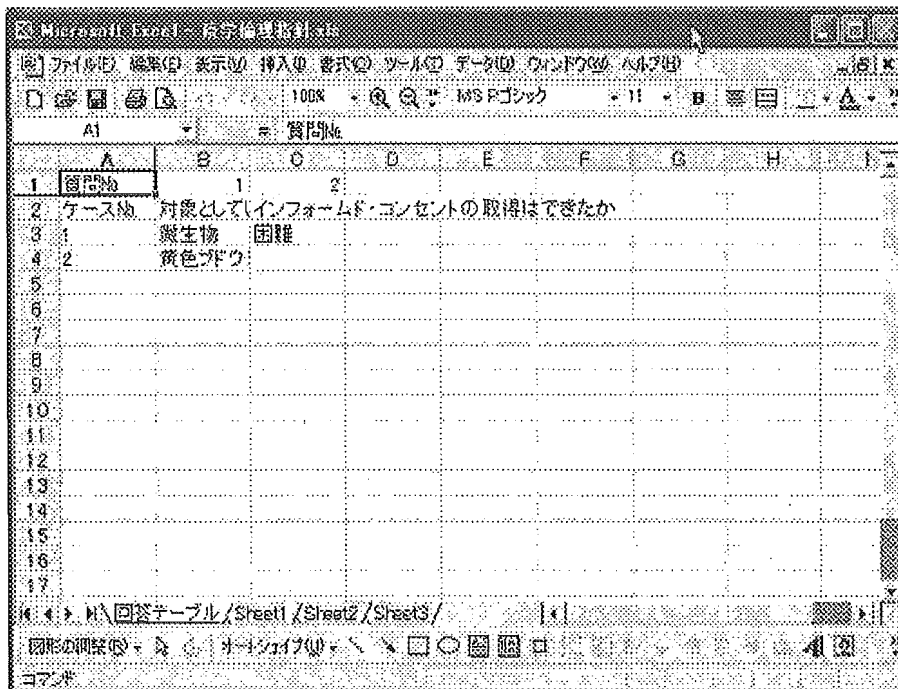 Microsoft Excel - 疫学倫理指針.xls
ファイル(F) 編集(E) 表示(V) 挿入(I) 書式(O) ツール(T) データ(D) ウィンドウ(W) ヘルプ(H)
100% MS Pゴシック 11 B A
A1 = 質問No.
A B C D E F G H I
1 質問No. 1 2
2 ケースNo. 対象として(インフォームド・コンセントの取得はできたか
3 1 微生物 困難
4 2 黄色ブドウ
5
6
7
8
9
10
11
12
13
14
15
16
17
回答テーブル / Sheet1 / Sheet2 / Sheet3 /
図形の調整(R) オートシェイプ(U)
コマンド